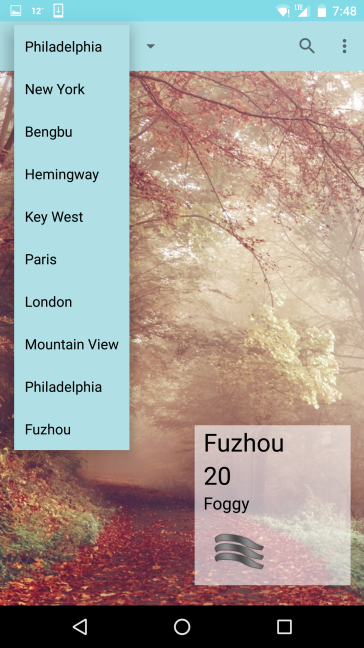 12°
LTE
7:48
Philadelphia
New York
Bengbu
Hemingway
Key West
Paris
London
Mountain View
Philadelphia
Fuzhou
Fuzhou
20
Foggy